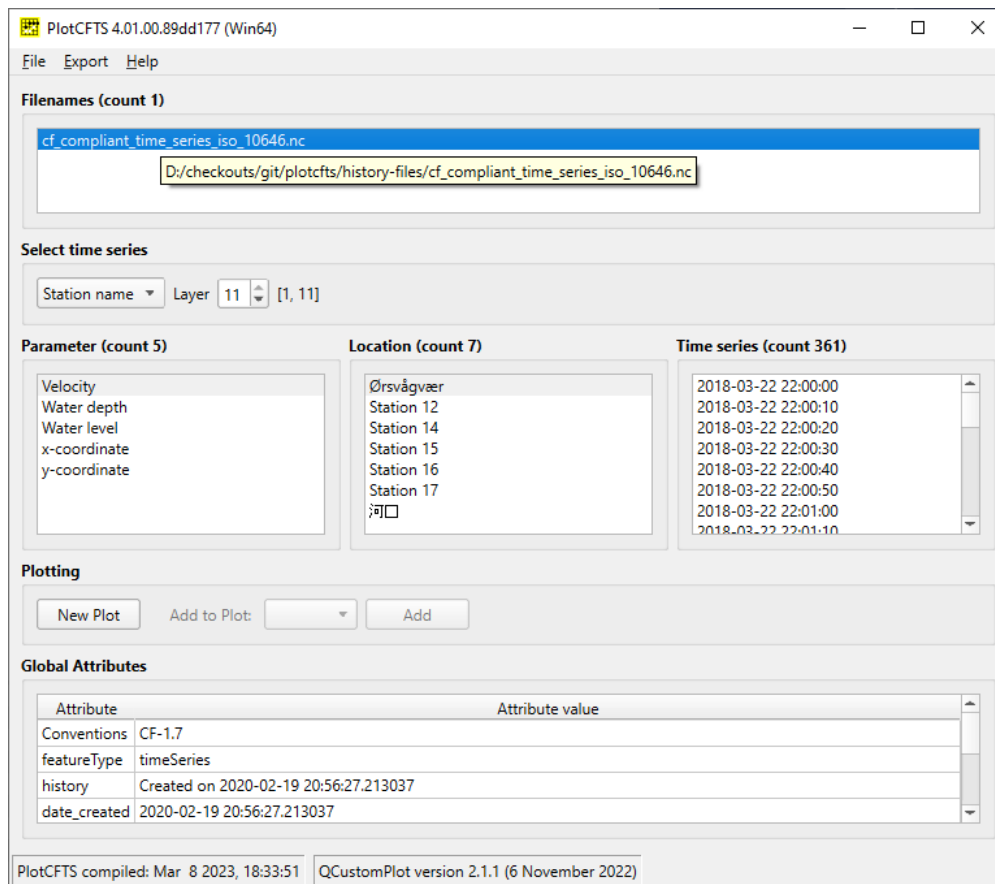 PlotCFTS 4.01.00.89dd177 (Win64)
File Export Help
Filenames (count 1)
cf_compliant_time_series_iso_10646.nc
D:/checkouts/git/plotcfts/history-files/cf_compliant_time_series_iso_10646.nc
Select time series
Station name Layer 11 [1, 11]
Parameter (count 5)
Velocity
Water depth
Water level
x-coordinate
y-coordinate
Location (count 7)
Ørsvågvær
Station 12
Station 14
Station 15
Station 16
Station 17
河口
Time series (count 361)
2018-03-22 22:00:00
2018-03-22 22:00:10
2018-03-22 22:00:20
2018-03-22 22:00:30
2018-03-22 22:00:40
2018-03-22 22:00:50
2018-03-22 22:01:00
2018-03-22 22:01:10
Plotting
New Plot Add to Plot: Add
Global Attributes
Attribute Attribute value
Conventions CF-1.7
featureType timeSeries
history Created on 2020-02-19 20:56:27.213037
date_created 2020-02-19 20:56:27.213037
PlotCFTS compiled: Mar 8 2023, 18:33:51 QCustomPlot version 2.1.1 (6 November 2022)